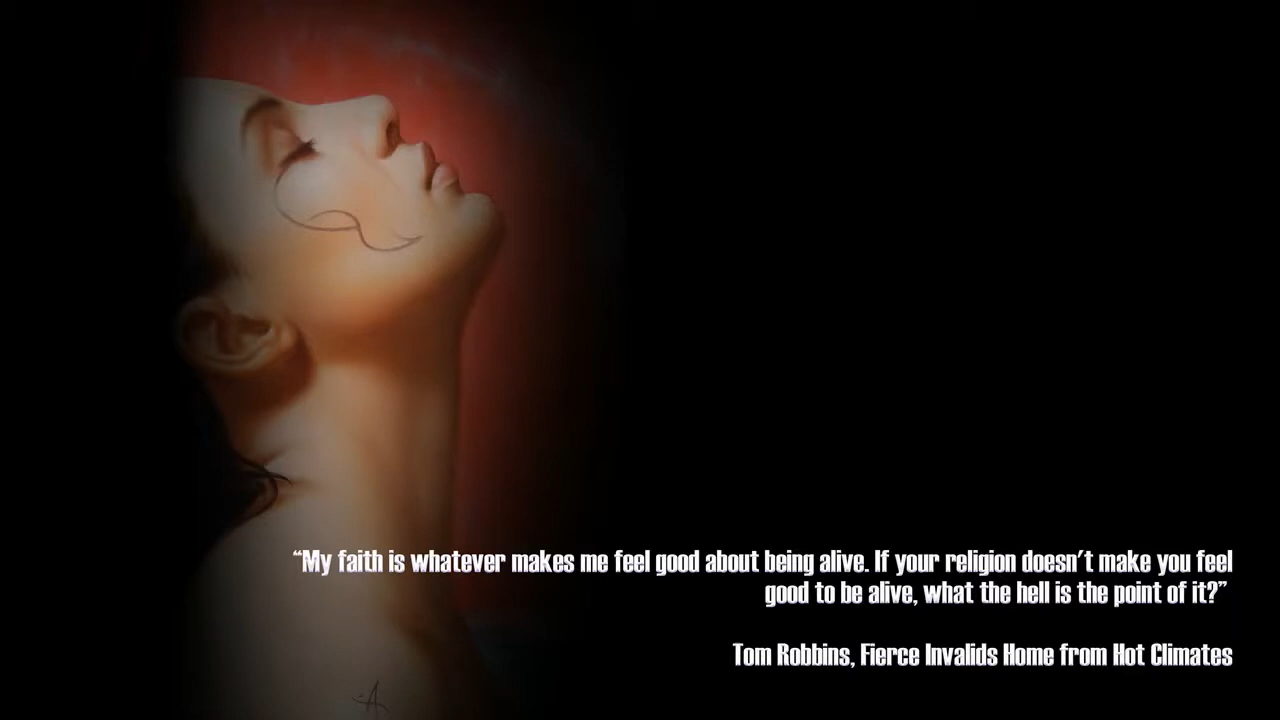 “My faith is whatever makes me feel good about being alive. If your religion doesn't make you feel
good to be alive, what the hell is the point of it?”
Tom Robbins, Fierce Invalids Home from Hot Climates